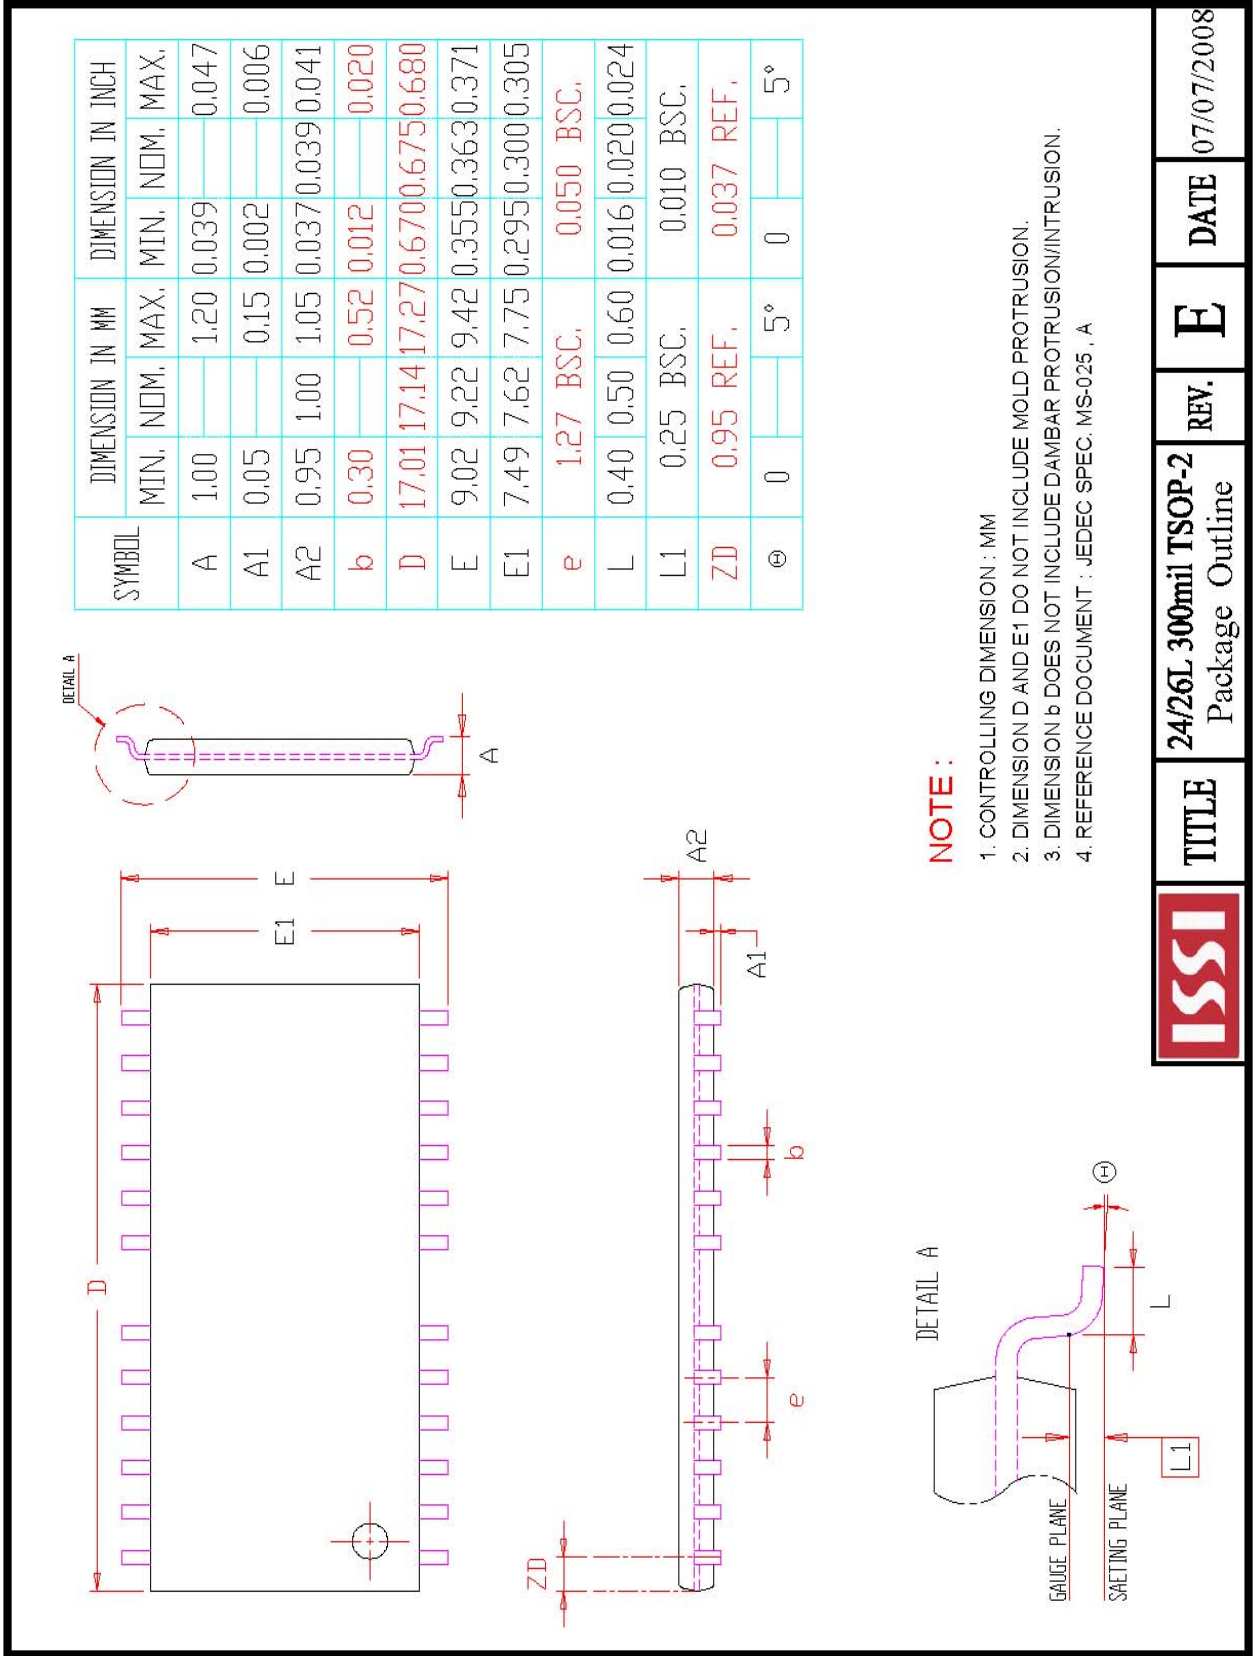 SYMBOL DIMENSION IN MM DIMENSION IN INCH
MIN. NOM. MAX. MIN. NOM. MAX.
A 1.00 1.20 0.039 0.047
A1 0.05 0.15 0.002 0.006
A2 0.95 1.00 1.05 0.037 0.039 0.041
b 0.30 0.52 0.012 0.020
D 17.01 17.14 17.27 0.670 0.675 0.680
E 9.02 9.22 9.42 0.355 0.363 0.371
E1 7.49 7.62 7.75 0.295 0.300 0.305
e 1.27 BSC. 0.050 BSC.
L 0.40 0.50 0.60 0.016 0.020 0.024
L1 0.25 BSC. 0.010 BSC.
ZD 0.95 REF. 0.037 REF.
Θ 0 5° 0 5°
DETAIL A
A
D
E1
E
ZD
e
b
A1
A2
DETAIL A
GAUGE PLANE
SAETING PLANE
L1
L
Θ
NOTE :
1. CONTROLLING DIMENSION : MM
2. DIMENSION D AND E1 DO NOT INCLUDE MOLD PROTRUSION.
3. DIMENSION b DOES NOT INCLUDE DAMBAR PROTRUSION/INTRUSION.
4. REFERENCE DOCUMENT : JEDEC SPEC. MS-025 , A
ISSI
TITLE
24/26L 300mil TSOP-2
Package Outline
REV.
E
DATE
07/07/2008